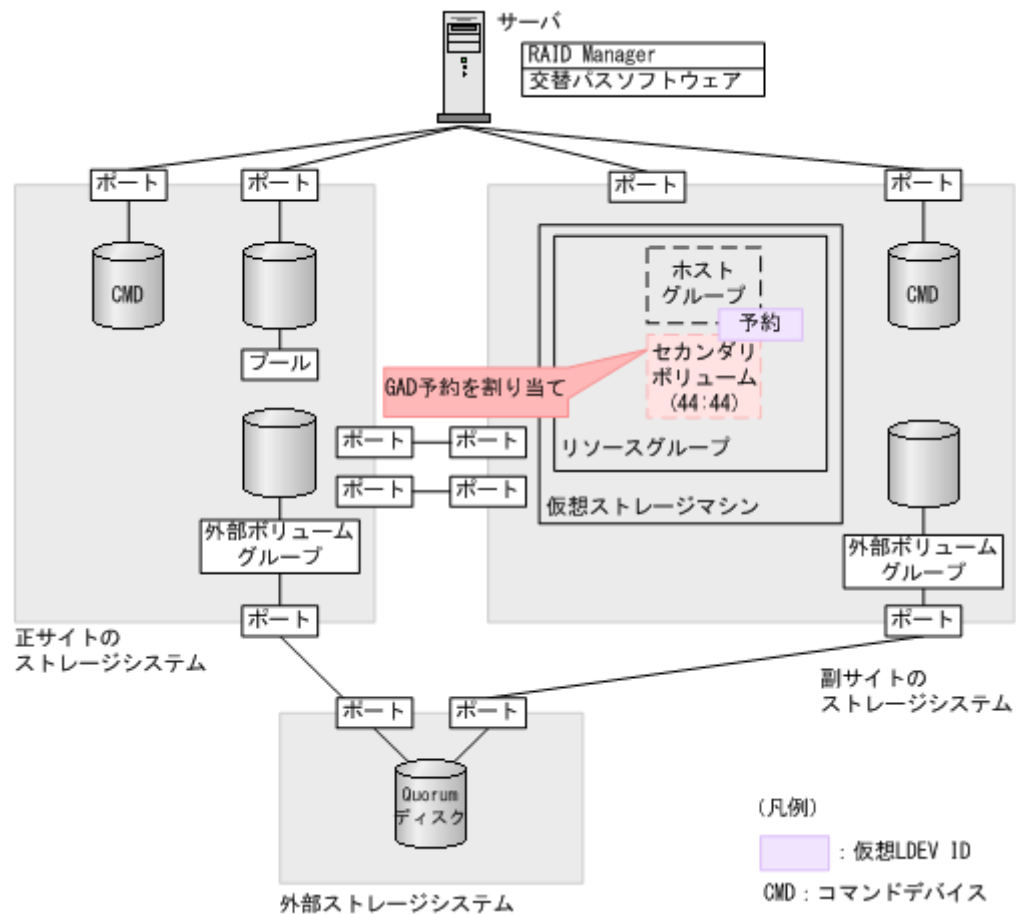 サーバ
RAID Manager
交替パスソフトウェア
ポート
ポート
ポート
ポート
CMD
プール
ホスト
グループ
予約
セカンダリ
ボリューム
(44:44)
CMD
GAD予約を割り当て
ポート
ポート
ポート
ポート
リソースグループ
仮想ストレージマシン
外部ボリューム
グループ
外部ボリューム
グループ
ポート
ポート
正サイトの
ストレージシステム
副サイトの
ストレージシステム
ポート
ポート
Quorum
ディスク
外部ストレージシステム
(凡例)
：仮想LDEV ID
CMD：コマンドデバイス